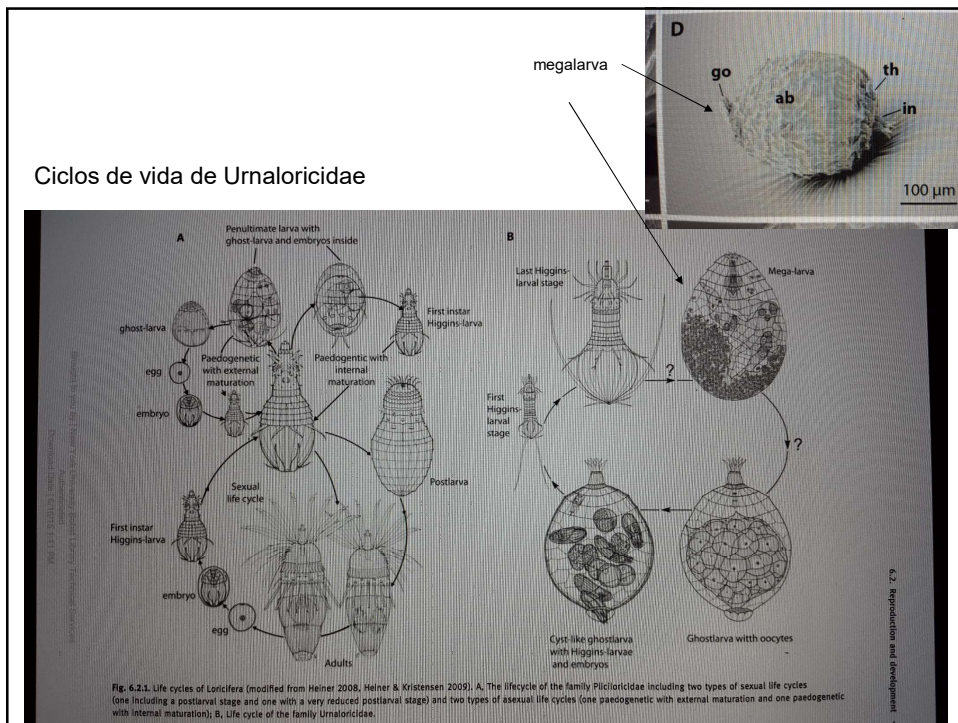 D
megalarva
go
ab
th
in
100 µm
Ciclos de vida de Urnaloricidae
A
Penultimate larva with
ghost-larva and embryos inside
ghost-larva
egg
embryo
Paedogenetic
with external
maturation
Paedogentic with
internal
maturation
First instar
Higgins-larva
Postlarva
Sexual
life cycle
First instar
Higgins-larva
embryo
egg
Adults
B
Last Higgins-
larval stage
Mega-larva
?
First
Higgins-
larval
stage
?
Cyst-like ghostlarva
with Higgins-larvae
and embryos
Ghostlarva witth oocytes
6.2. Reproduction and development
Fig. 6.2.1. Life cycles of Loricifera (modified from Heiner 2008, Heiner & Kristensen 2009). A, The lifecycle of the family Pliciloricidae including two types of sexual life cycles
(one including a postlarval stage and one with a very reduced postlarval stage) and two types of asexual life cycles (one paedogenetic with external maturation and one paedogenetic
with internal maturation); B, Life cycle of the family Urnaloricidae.